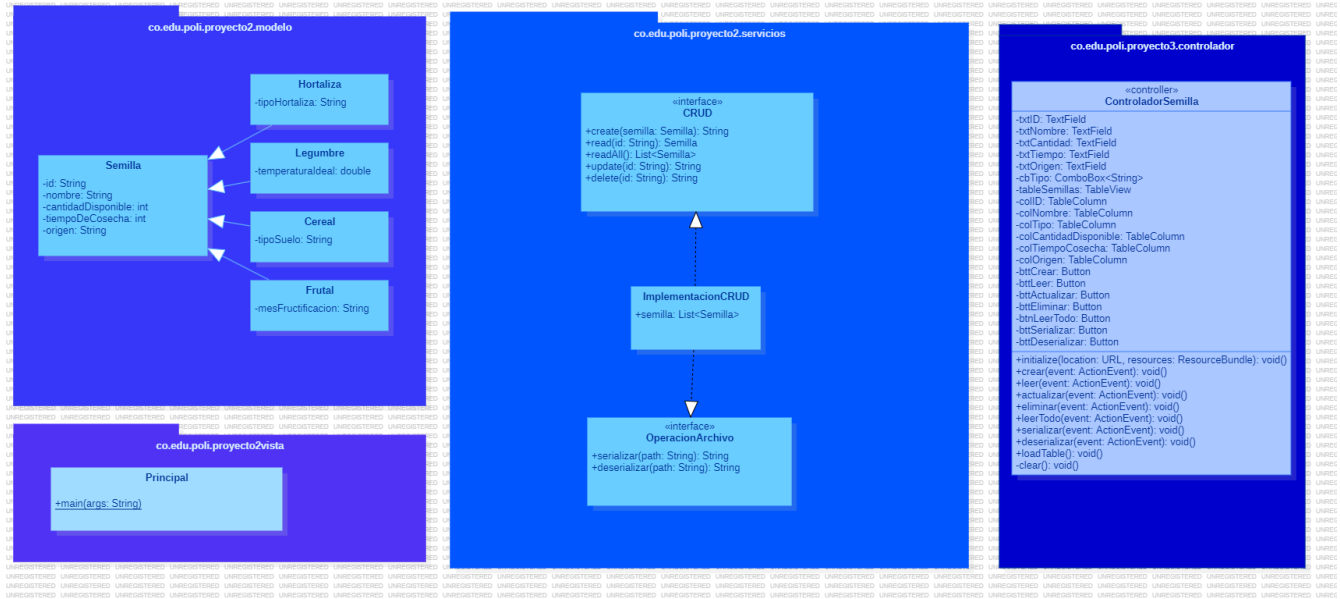 co.edu.poli.proyecto2.modelo
Hortaliza
-tipoHortaliza: String
Legumbre
-temperaturaIdeal: double
Semilla
-id: String
-nombre: String
-cantidadDisponible: int
-tiempoDeCosecha: int
-origen: String
Cereal
-tipoSuelo: String
Frutal
-mesFructificacion: String
co.edu.poli.proyecto2vista
Principal
+main(args: String)
co.edu.poli.proyecto2.servicios
«interface»
CRUD
+create(semilla: Semilla): String
+read(id: String): Semilla
+readAll(): List<Semilla>
+update(id: String): String
+delete(id: String): String
ImplementacionCRUD
+semilla: List<Semilla>
«interface»
OperacionArchivo
+serializar(path: String): String
+deserializar(path: String): String
co.edu.poli.proyecto3.controlador
«controller»
ControladorSemilla
-txtID: TextField
-txtNombre: TextField
-txtCantidad: TextField
-txtTiempo: TextField
-txtOrigen: TextField
-cbTipo: ComboBox<String>
-tableSemillas: TableView
-colID: TableColumn
-colNombre: TableColumn
-colTipo: TableColumn
-colCantidadDisponible: TableColumn
-colTiempoCosecha: TableColumn
-colOrigen: TableColumn
-bttCrear: Button
-bttLeer: Button
-bttActualizar: Button
-bttEliminar: Button
-btnLeerTodo: Button
-bttSerializar: Button
-bttDeserializar: Button
+initialize(location: URL, resources: ResourceBundle): void()
+crear(event: ActionEvent): void()
+leer(event: ActionEvent): void()
+actualizar(event: ActionEvent): void()
+eliminar(event: ActionEvent): void()
+leerTodo(event: ActionEvent): void()
+serializar(event: ActionEvent): void()
+deserializar(event: ActionEvent): void()
+loadTable(): void()
-clear(): void()
UNREGISTERED